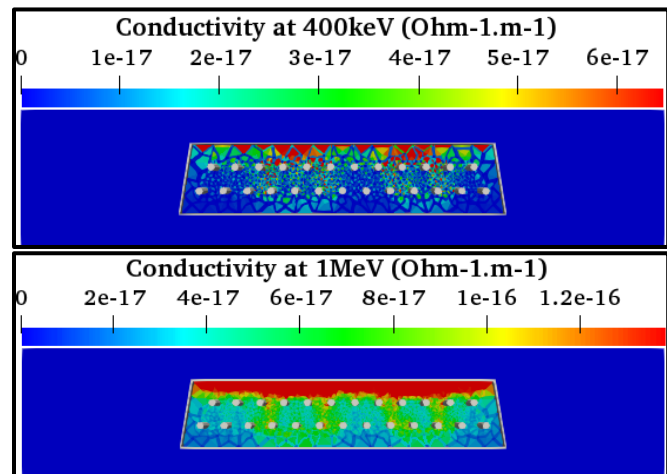 Conductivity at 400keV (Ohm-1.m-1)
0 1e-17 2e-17 3e-17 4e-17 5e-17 6e-17
Conductivity at 1MeV (Ohm-1.m-1)
0 2e-17 4e-17 6e-17 8e-17 1e-16 1.2e-16